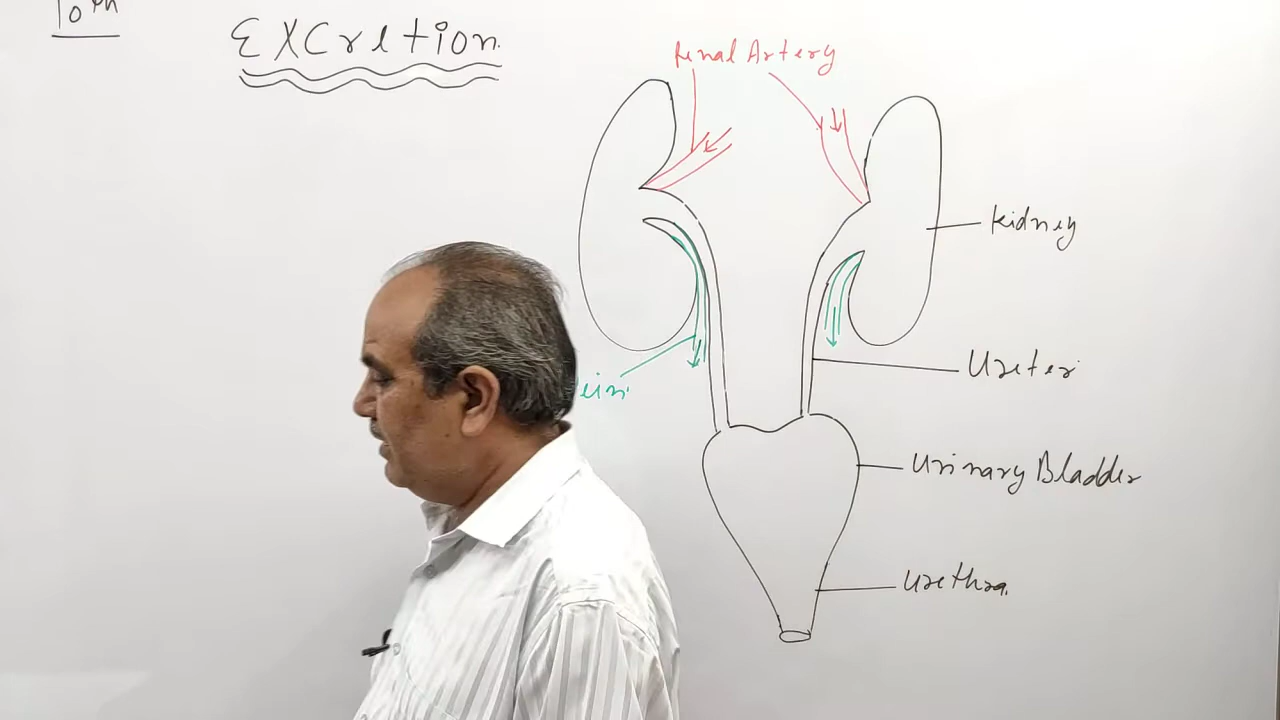 10th
Excretion.
Renal Artery
Kidney
Ureter
Urinary Bladder
Urethra.